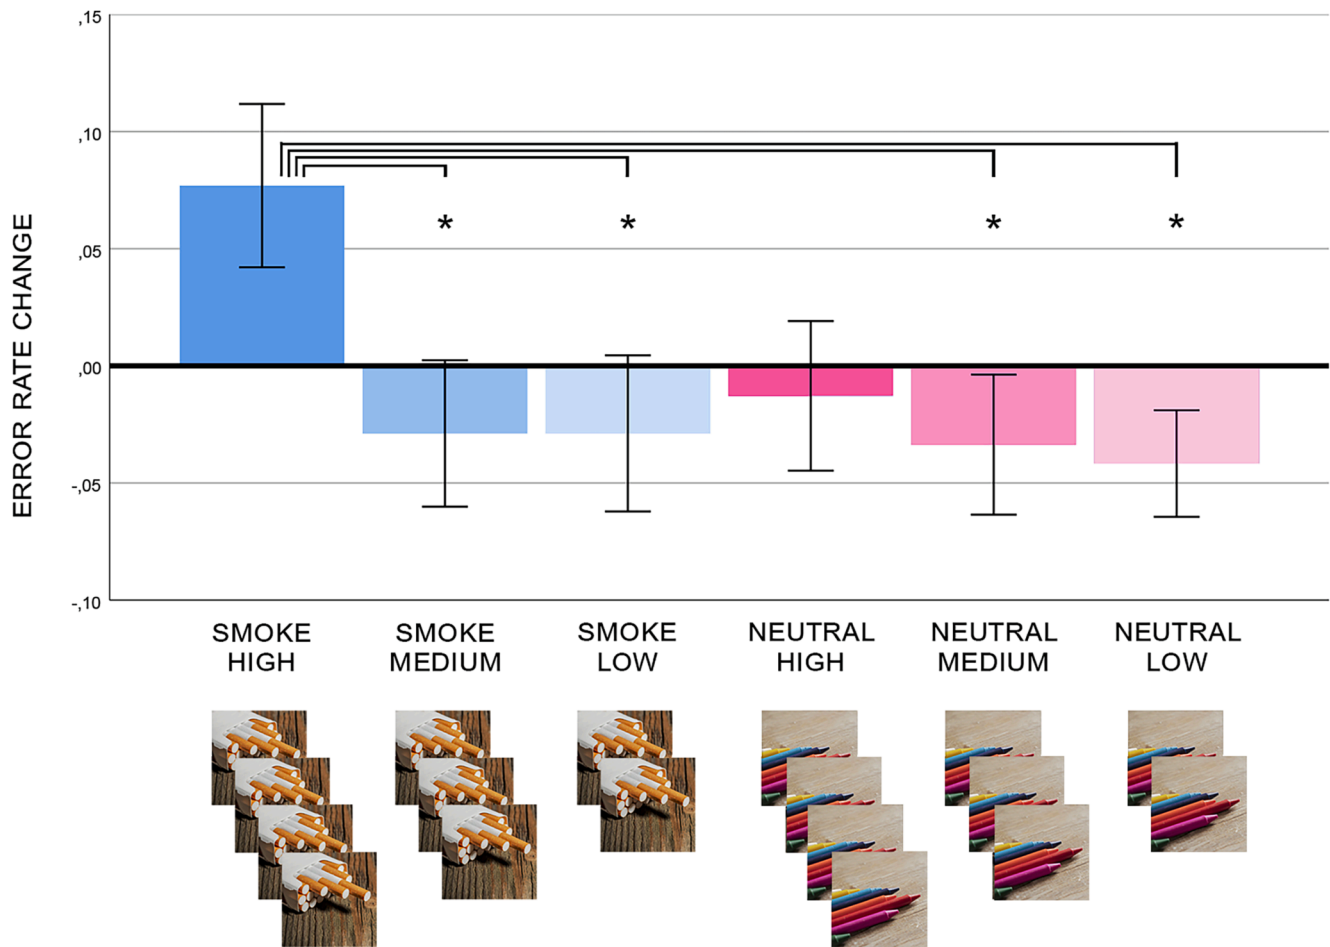 ,15
,10
,05
,00
-,05
-,10
ERROR RATE CHANGE
*
*
*
*
SMOKE
HIGH
SMOKE
MEDIUM
SMOKE
LOW
NEUTRAL
HIGH
NEUTRAL
MEDIUM
NEUTRAL
LOW